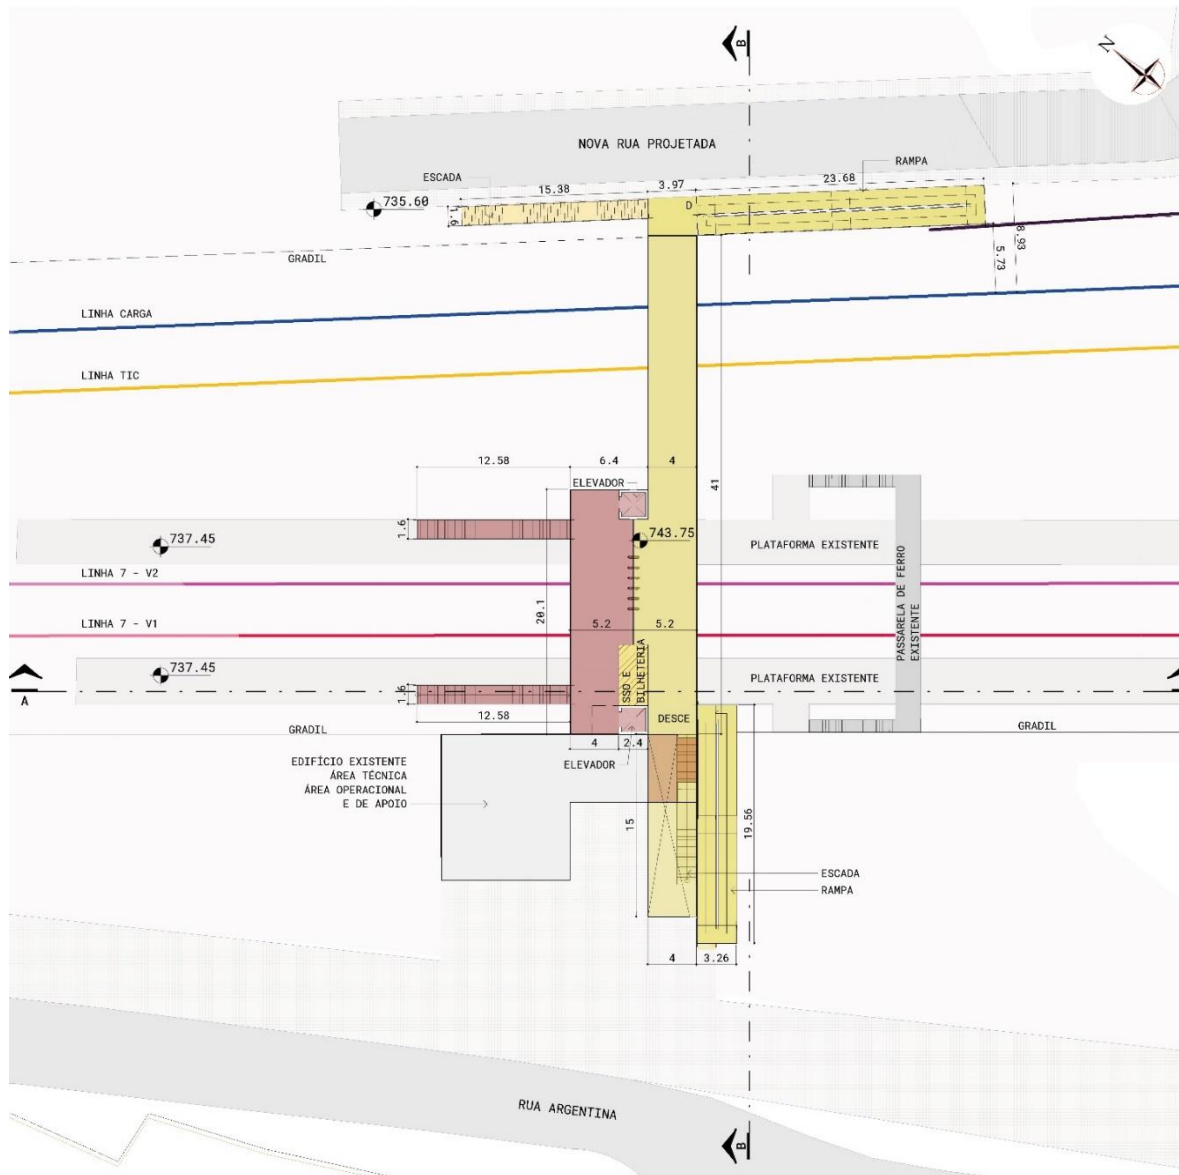 B
N
NOVA RUA PROJETADA
ESCADA
RAMPA
15.38
3.97
23.68
735.60
1.6
D
GRADIL
8.93
5.73
LINHA CARGA
LINHA TIC
12.58
6.4
4
41
ELEVADOR
1.6
737.45
743.75
PLATAFORMA EXISTENTE
PASSARELA DE FERRO
EXISTENTE
LINHA 7 - V2
20.1
LINHA 7 - V1
5.2
5.2
737.45
SSO E
BILHETERIA
PLATAFORMA EXISTENTE
A
1.6
12.58
DESCE
GRADIL
GRADIL
4
2.4
ELEVADOR
EDIFÍCIO EXISTENTE
ÁREA TÉCNICA
ÁREA OPERACIONAL
E DE APOIO
15
19.56
ESCADA
RAMPA
4
3.26
RUA ARGENTINA
B